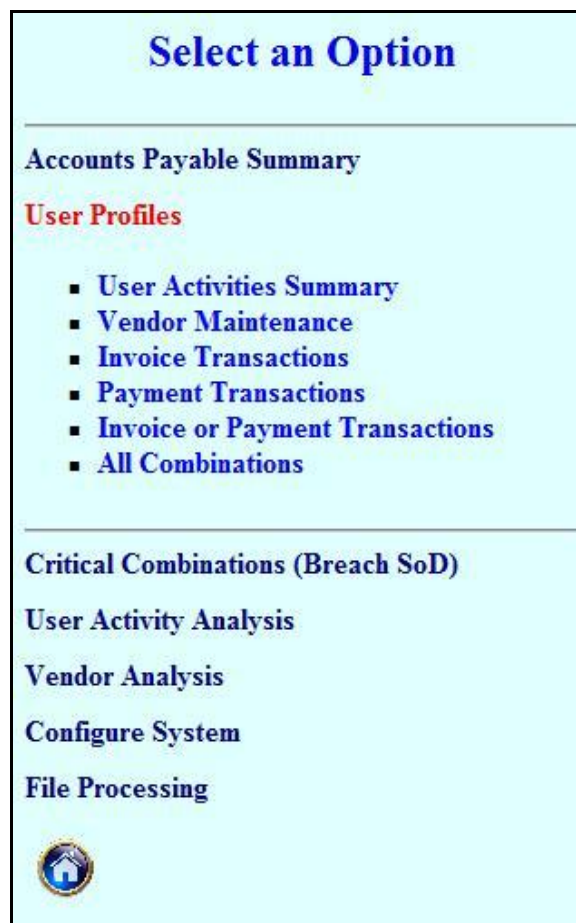 Select an Option
Accounts Payable Summary
User Profiles
User Activities Summary
Vendor Maintenance
Invoice Transactions
Payment Transactions
Invoice or Payment Transactions
All Combinations
Critical Combinations (Breach SoD)
User Activity Analysis
Vendor Analysis
Configure System
File Processing